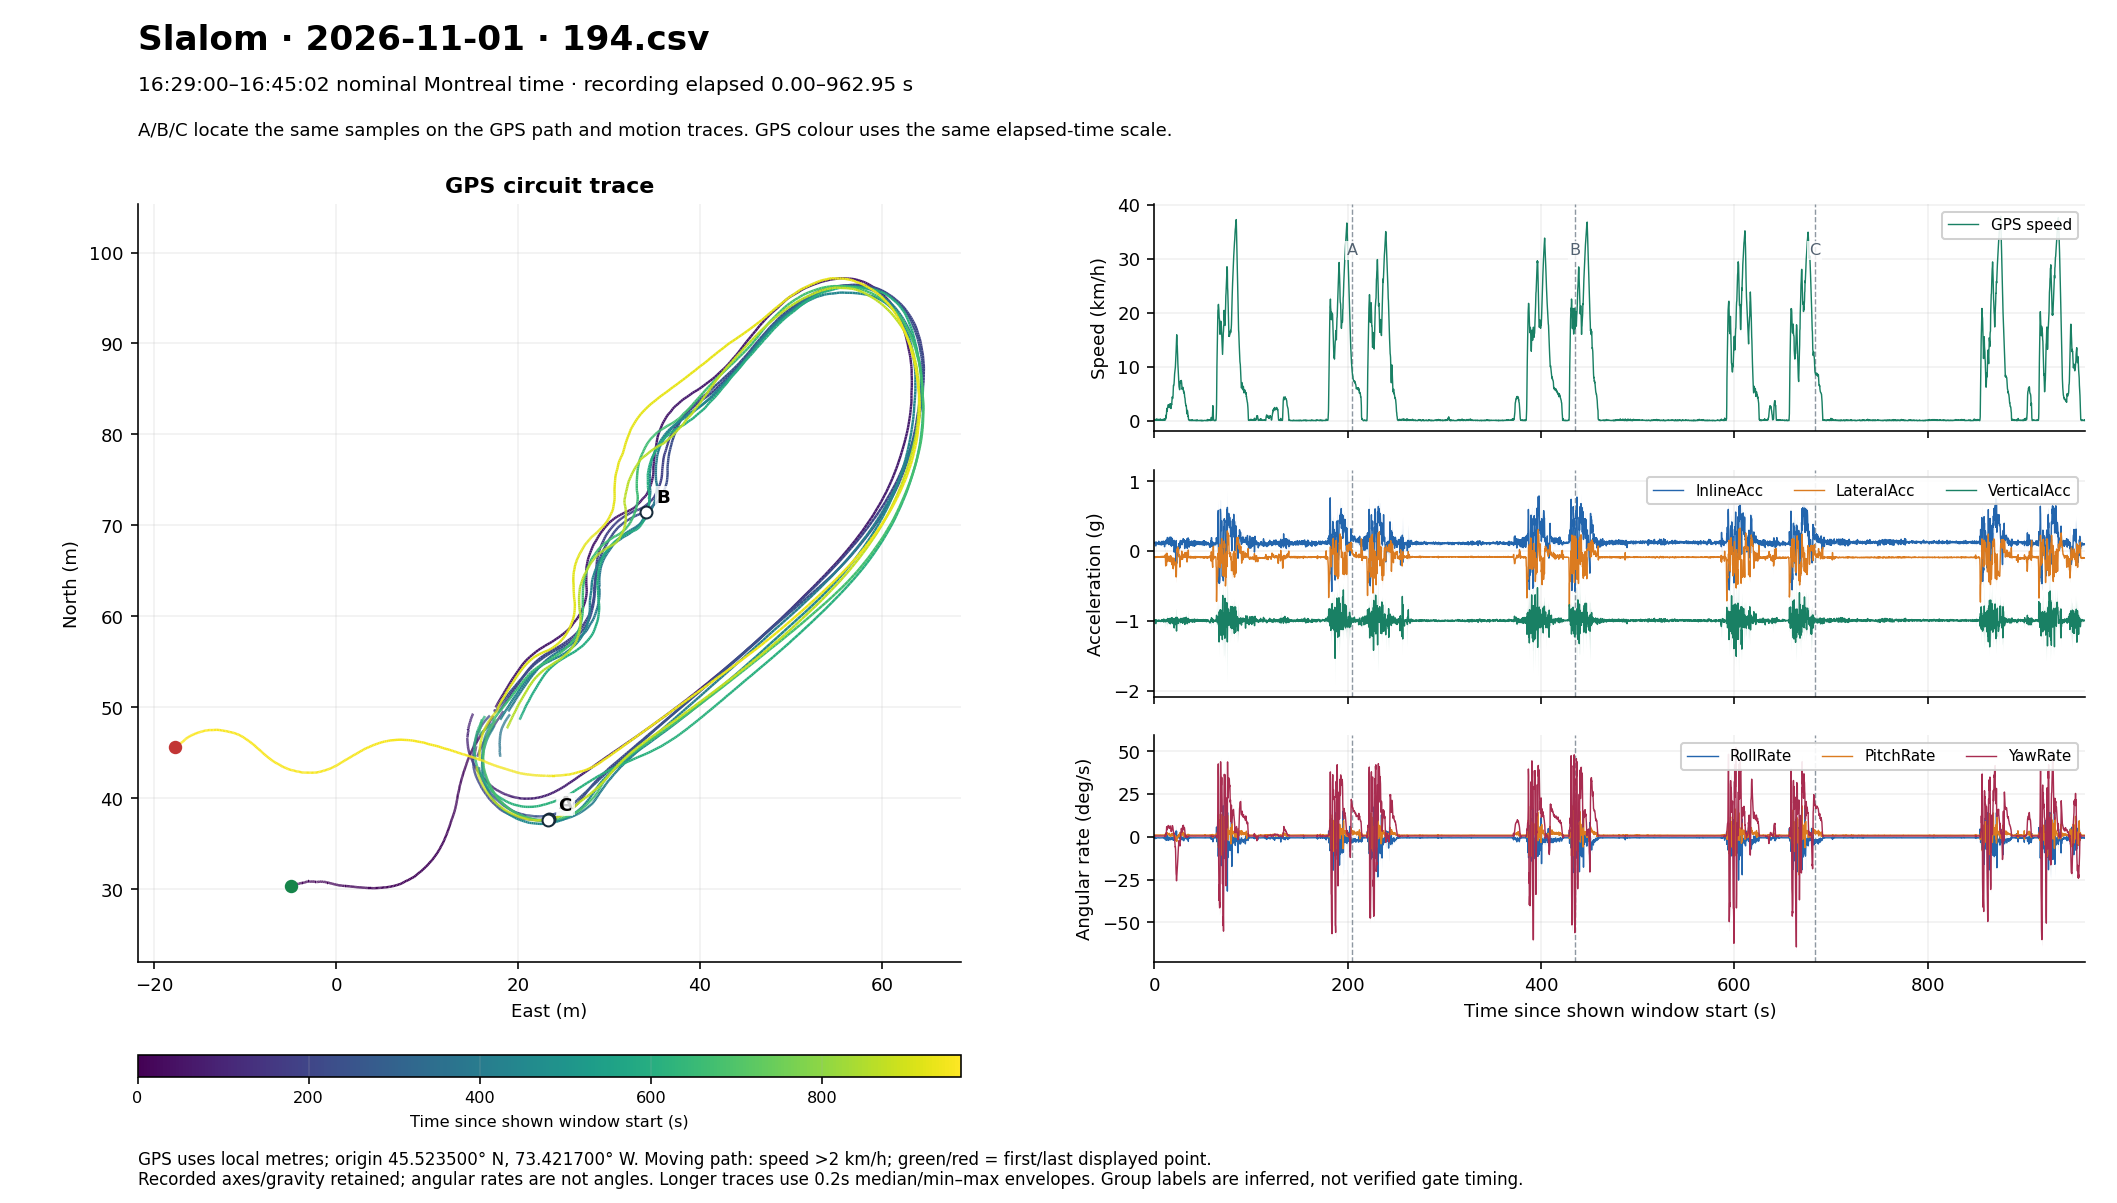 Slalom · 2026-11-01 · 194.csv
16:29:00–16:45:02 nominal Montreal time · recording elapsed 0.00–962.95 s
A/B/C locate the same samples on the GPS path and motion traces. GPS colour uses the same elapsed-time scale.
GPS circuit trace
100
90
80
70
60
50
40
30
North (m)
B
C
−20
0
20
40
60
East (m)
0
200
400
600
800
Time since shown window start (s)
40
30
20
10
0
Speed (km/h)
A
B
C
GPS speed
1
0
−1
−2
Acceleration (g)
InlineAcc
LateralAcc
VerticalAcc
50
25
0
−25
−50
Angular rate (deg/s)
RollRate
PitchRate
YawRate
0
200
400
600
800
Time since shown window start (s)
GPS uses local metres; origin 45.523500° N, 73.421700° W. Moving path: speed >2 km/h; green/red = first/last displayed point.
Recorded axes/gravity retained; angular rates are not angles. Longer traces use 0.2s median/min–max envelopes. Group labels are inferred, not verified gate timing.